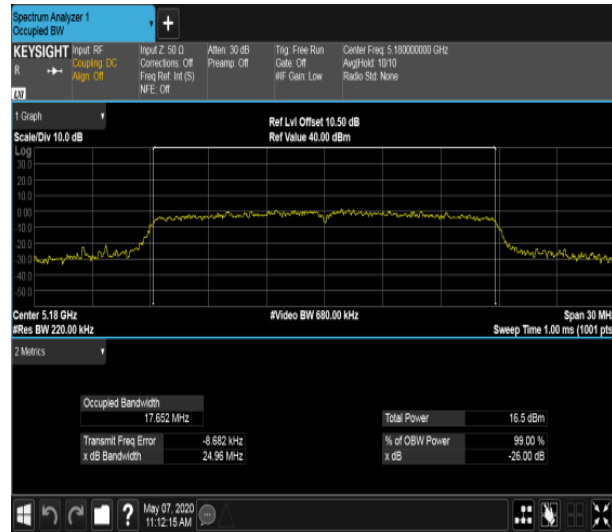 Spectrum Analyzer 1
Occupied BW
+
KEYSIGHT Input: RF Input Z: 50 Ω Atten: 30 dB Trig: Free Run Center Freq: 5.180000000 GHz
R Coupling: DC Corrections: Off Preamp: Off Gate: Off Avg|Hold: 10/10
Align: Off Freq Ref: Int (S) #IF Gain: Low Radio Std: None
LXI NFE: Off
1 Graph
Ref Lvl Offset 10.50 dB
Scale/Div 10.0 dB Ref Value 40.00 dBm
Log
30.0
20.0
10.0
0.00
-10.0
-20.0
-30.0
-40.0
-50.0
Center 5.18 GHz #Video BW 680.00 kHz Span 30 MHz
#Res BW 220.00 kHz Sweep Time 1.00 ms (1001 pts
2 Metrics
Occupied Bandwidth
17.652 MHz Total Power 16.5 dBm
Transmit Freq Error -8.682 kHz % of OBW Power 99.00 %
x dB Bandwidth 24.96 MHz x dB -26.00 dB
? May 07, 2020
11:12:15 AM